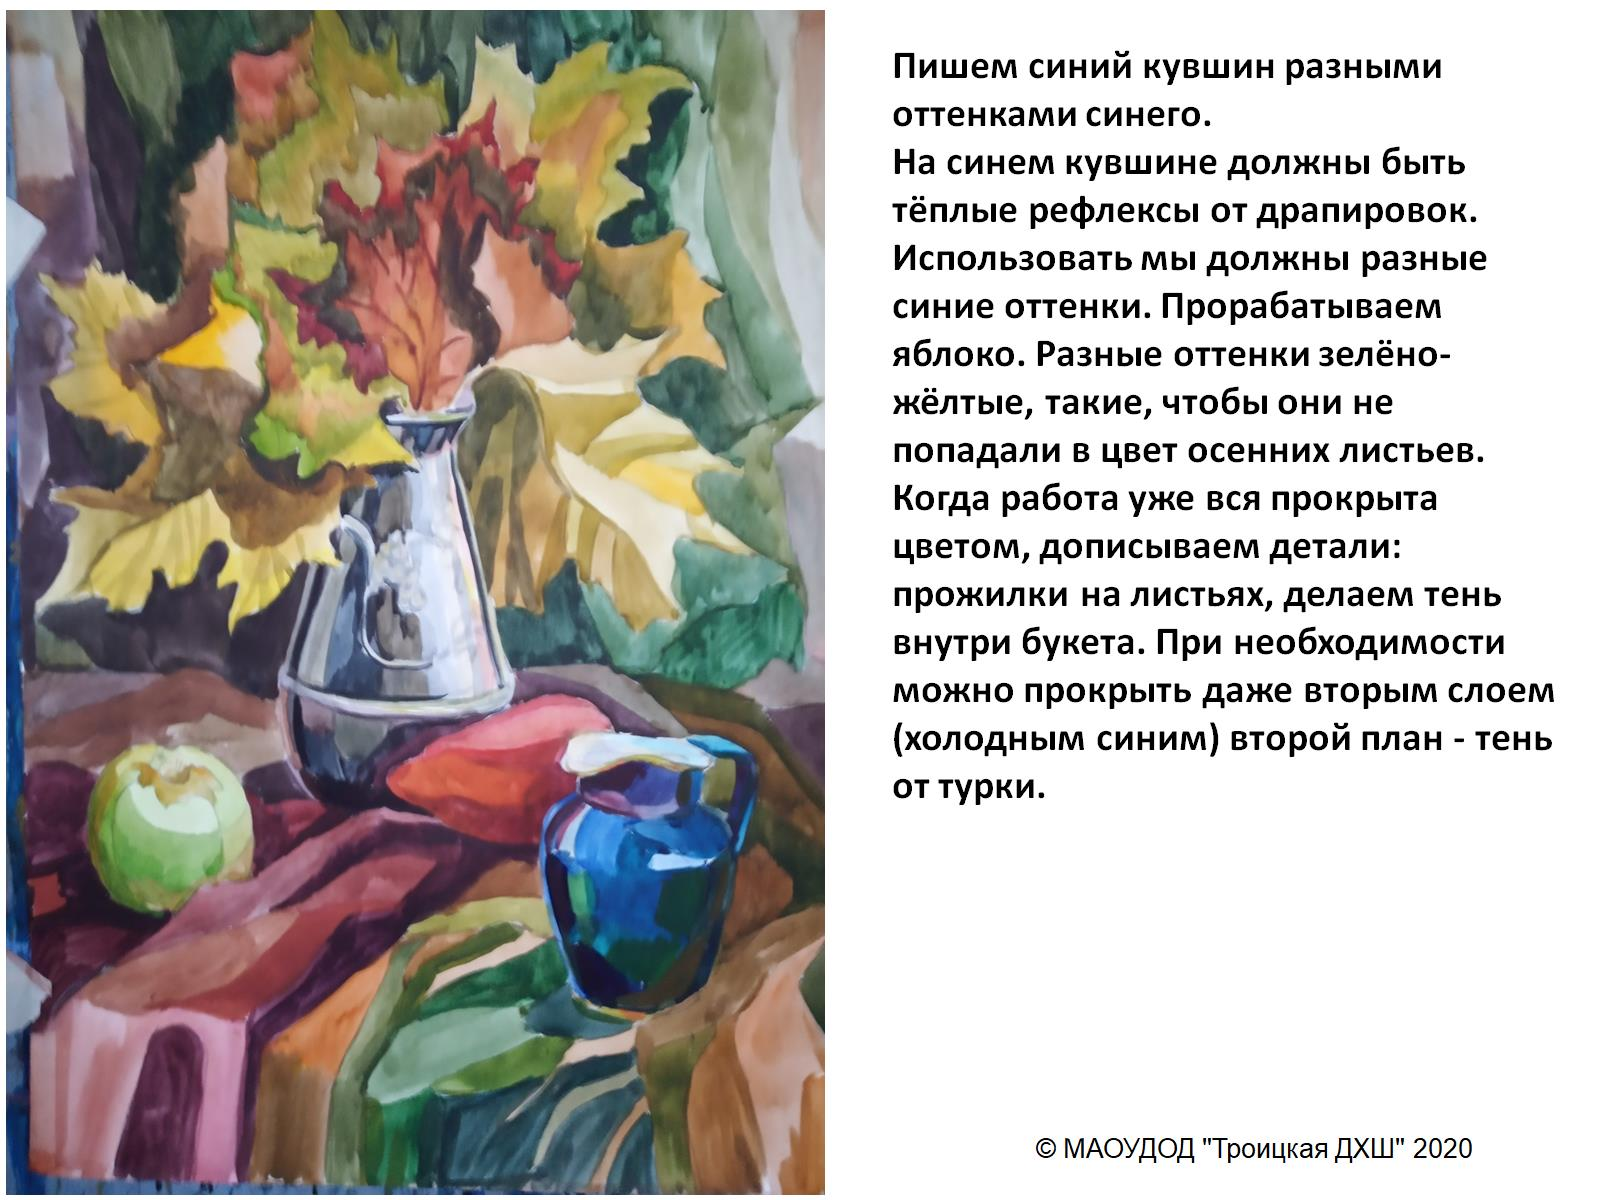 Пишем синий кувшин разными
оттенками синего.
На синем кувшине должны быть
тёплые рефлексы от драпировок.
Использовать мы должны разные
синие оттенки. Прорабатываем
яблоко. Разные оттенки зелёно-
жёлтые, такие, чтобы они не
попадали в цвет осенних листьев.
Когда работа уже вся прокрыта
цветом, дописываем детали:
прожилки на листьях, делаем тень
внутри букета. При необходимости
можно прокрыть даже вторым слоем
(холодным синим) второй план - тень
от турки.
© МАОУДОД "Троицкая ДХШ" 2020